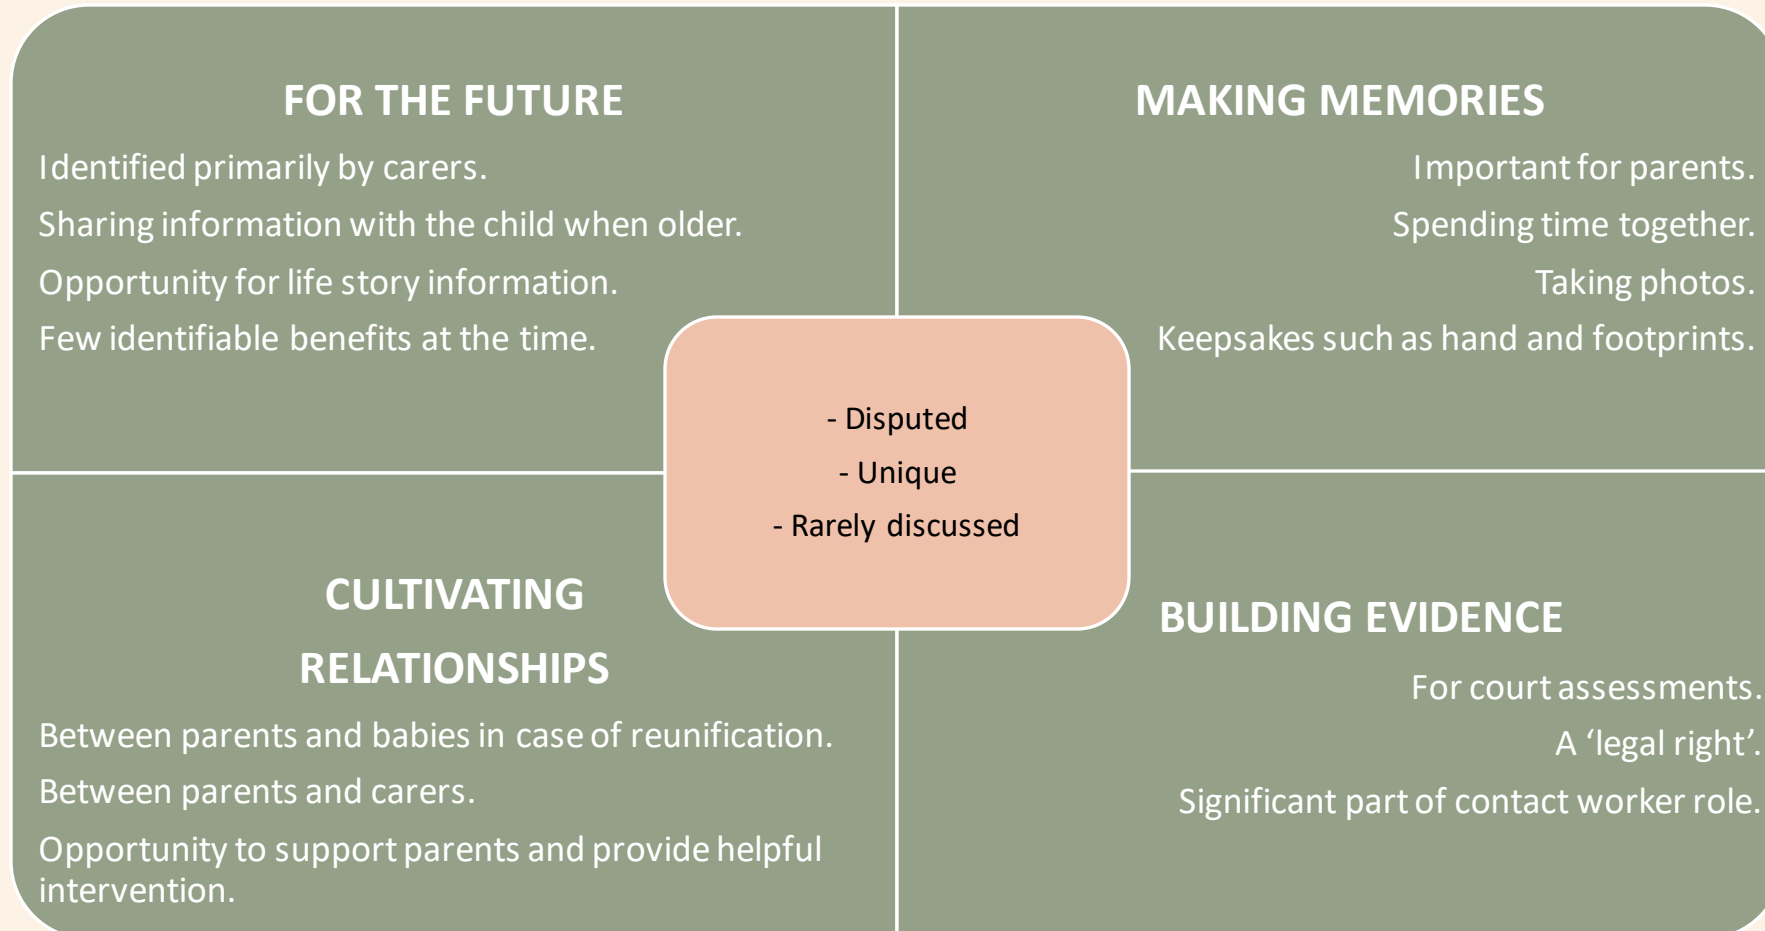 FOR THE FUTURE
Identified primarily by carers.
Sharing information with the child when older.
Opportunity for life story information.
Few identifiable benefits at the time.
MAKING MEMORIES
Important for parents.
Spending time together.
Taking photos.
Keepsakes such as hand and footprints.
- Disputed
- Unique
- Rarely discussed
CULTIVATING
RELATIONSHIPS
Between parents and babies in case of reunification.
Between parents and carers.
Opportunity to support parents and provide helpful
intervention.
BUILDING EVIDENCE
For court assessments.
A ‘legal right’.
Significant part of contact worker role.